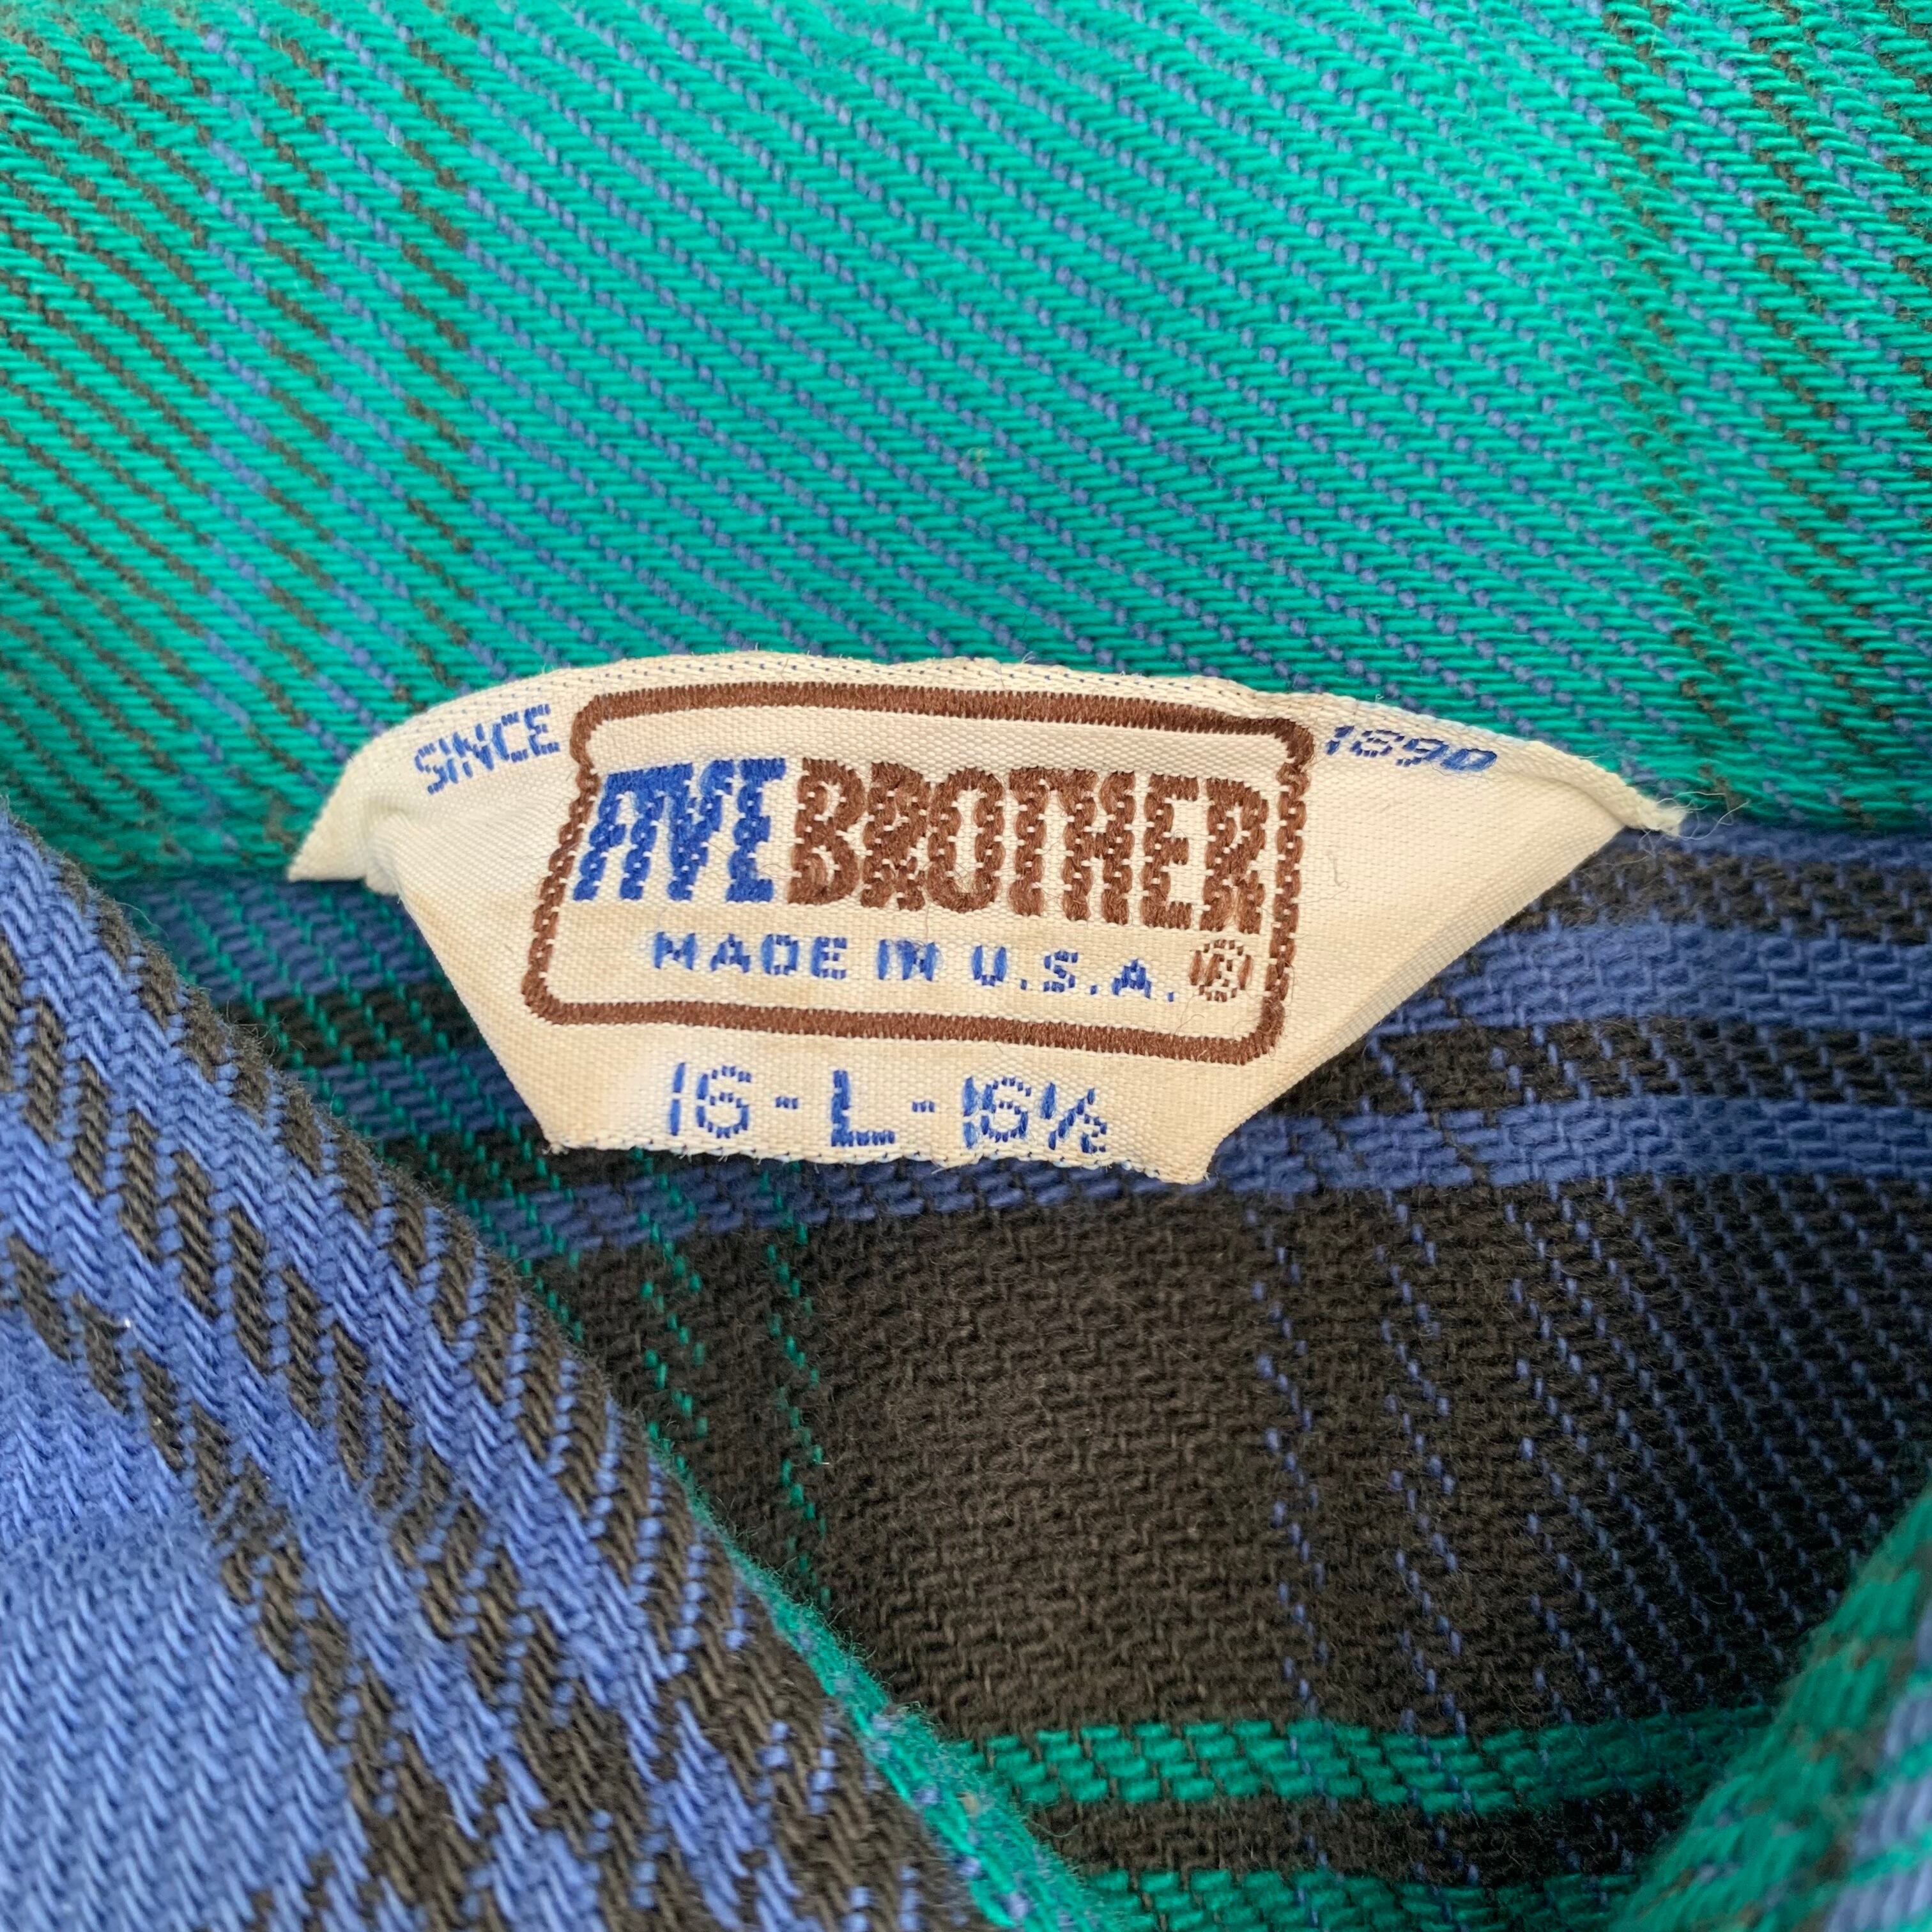 SINCE 1890
FIVE BROTHER
MADE IN U.S.A. ®
16 - L - 16½